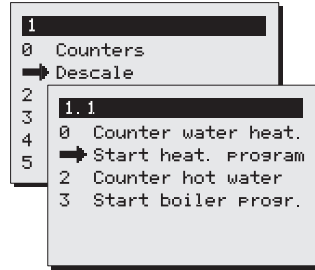 1
0 Counters
Descale
2
3
4
5
1.1
0 Counter water heat.
Start heat. program
2 Counter hot water
3 Start boiler progr.